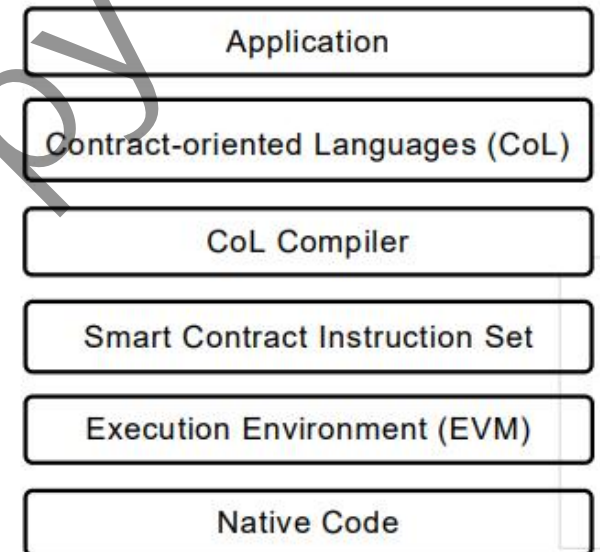 Application
Contract-oriented Languages (CoL)
CoL Compiler
Smart Contract Instruction Set
Execution Environment (EVM)
Native Code